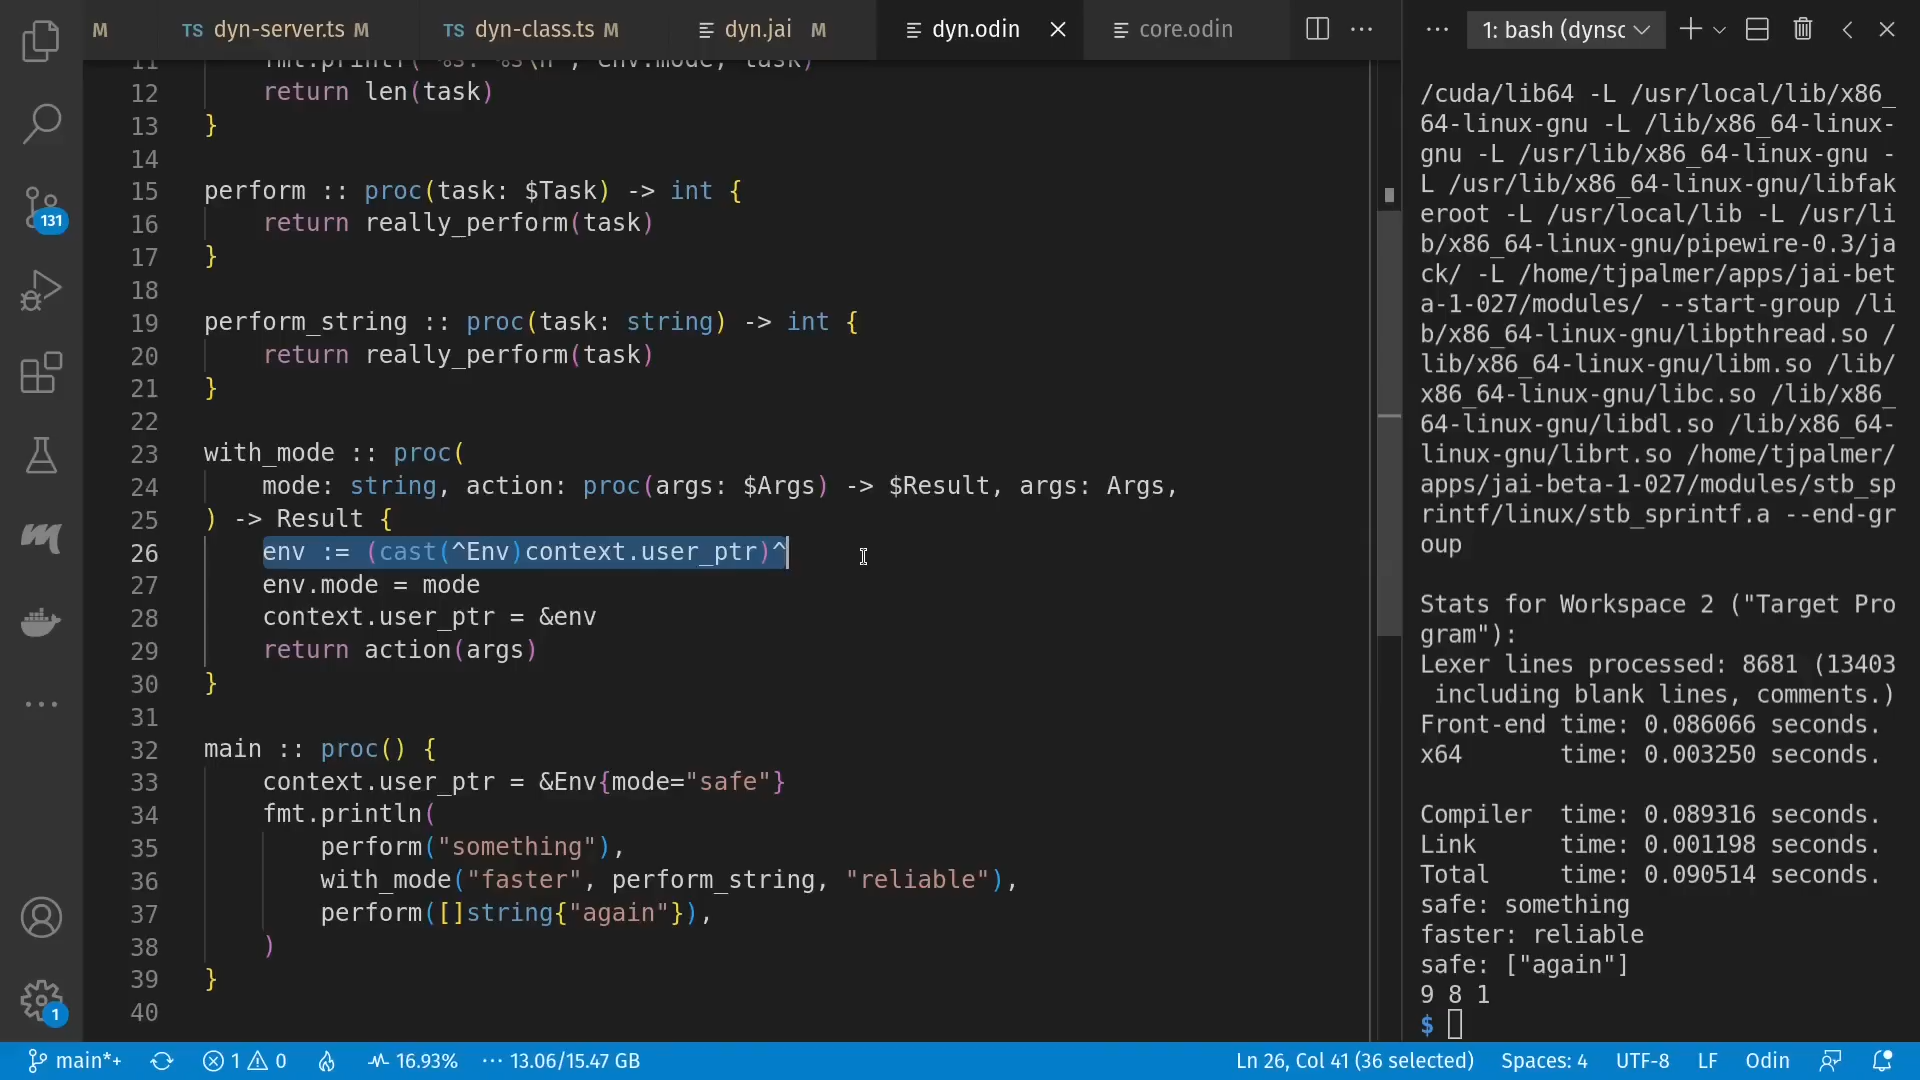 M TS dyn-server.ts M TS dyn-class.ts M dyn.jai M dyn.odin core.odin 1: bash (dynsc
11 fmt.printf("%s: %s\n", env.mode, task)
12 return len(task)
13 }
14
15 perform :: proc(task: $Task) -> int {
16 return really_perform(task)
17 }
18
19 perform_string :: proc(task: string) -> int {
20 return really_perform(task)
21 }
22
23 with_mode :: proc(
24 mode: string, action: proc(args: $Args) -> $Result, args: Args,
25 ) -> Result {
26 env := (cast(^Env)context.user_ptr)^
27 env.mode = mode
28 context.user_ptr = &env
29 return action(args)
30 }
31
32 main :: proc() {
33 context.user_ptr = &Env{mode="safe"}
34 fmt.println(
35 perform("something"),
36 with_mode("faster", perform_string, "reliable"),
37 perform([]string{"again"}),
38 )
39 }
40
131
1
/cuda/lib64 -L /usr/local/lib/x86_
64-linux-gnu -L /lib/x86_64-linux-
gnu -L /usr/lib/x86_64-linux-gnu -
L /usr/lib/x86_64-linux-gnu/libfak
eroot -L /usr/local/lib -L /usr/li
b/x86_64-linux-gnu/pipewire-0.3/ja
ck/ -L /home/tjpalmer/apps/jai-bet
a-1-027/modules/ --start-group /li
b/x86_64-linux-gnu/libpthread.so /
lib/x86_64-linux-gnu/libm.so /lib/
x86_64-linux-gnu/libc.so /lib/x86_
64-linux-gnu/libdl.so /lib/x86_64-
linux-gnu/librt.so /home/tjpalmer/
apps/jai-beta-1-027/modules/stb_sp
rintf/linux/stb_sprintf.a --end-gr
oup
Stats for Workspace 2 ("Target Pro
gram"):
Lexer lines processed: 8681 (13403
including blank lines, comments.)
Front-end time: 0.086066 seconds.
x64 time: 0.003250 seconds.
Compiler time: 0.089316 seconds.
Link time: 0.001198 seconds.
Total time: 0.090514 seconds.
safe: something
faster: reliable
safe: ["again"]
9 8 1
$
main*+ 1 0 16.93% 13.06/15.47 GB Ln 26, Col 41 (36 selected) Spaces: 4 UTF-8 LF Odin